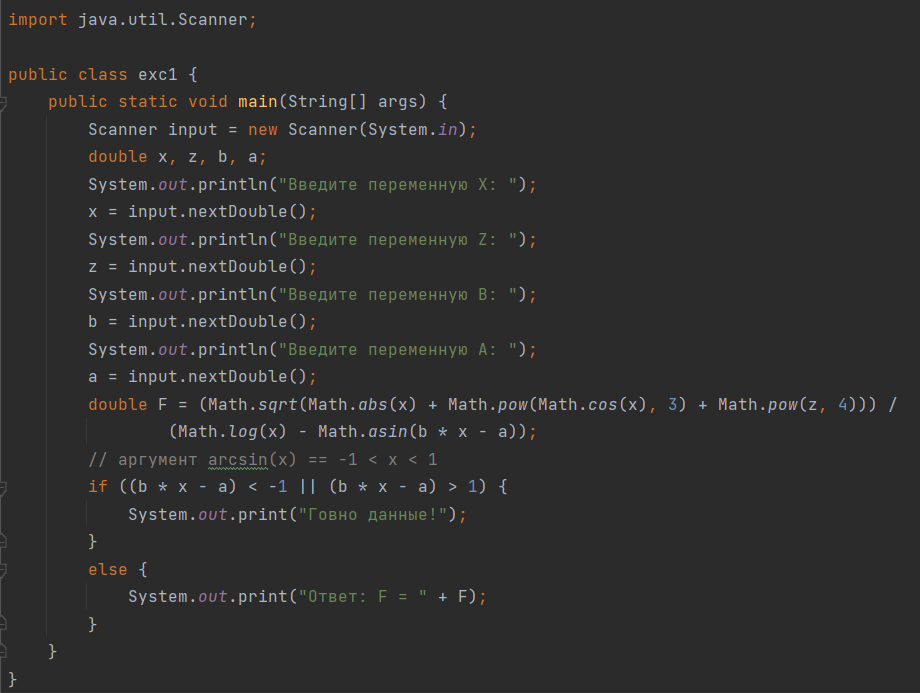 import java.util.Scanner;

public class exc1 {
    public static void main(String[] args) {
        Scanner input = new Scanner(System.in);
        double x, z, b, a;
        System.out.println("Введите переменную X: ");
        x = input.nextDouble();
        System.out.println("Введите переменную Z: ");
        z = input.nextDouble();
        System.out.println("Введите переменную B: ");
        b = input.nextDouble();
        System.out.println("Введите переменную A: ");
        a = input.nextDouble();
        double F = (Math.sqrt(Math.abs(x) + Math.pow(Math.cos(x), 3) + Math.pow(z, 4))) /
                (Math.log(x) - Math.asin(b * x - a));
        // аргумент arcsin(x) == -1 < x < 1
        if ((b * x - a) < -1 || (b * x - a) > 1) {
            System.out.print("Говно данные!");
        }
        else {
            System.out.print("Ответ: F = " + F);
        }
    }
}